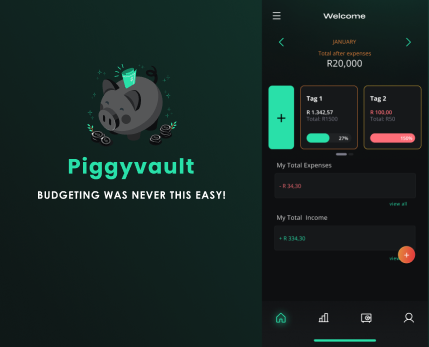 Piggyvault
BUDGETING WAS NEVER THIS EASY!
Welcome
JANUARY
Total after expenses
R20,000
Tag 1
R 1.342,57
Total: R1500
27%
Tag 2
R 100,00
Total: R50
100%
My Total Expenses
- R 34,30
view all
My Total Income
+ R 334,30
view